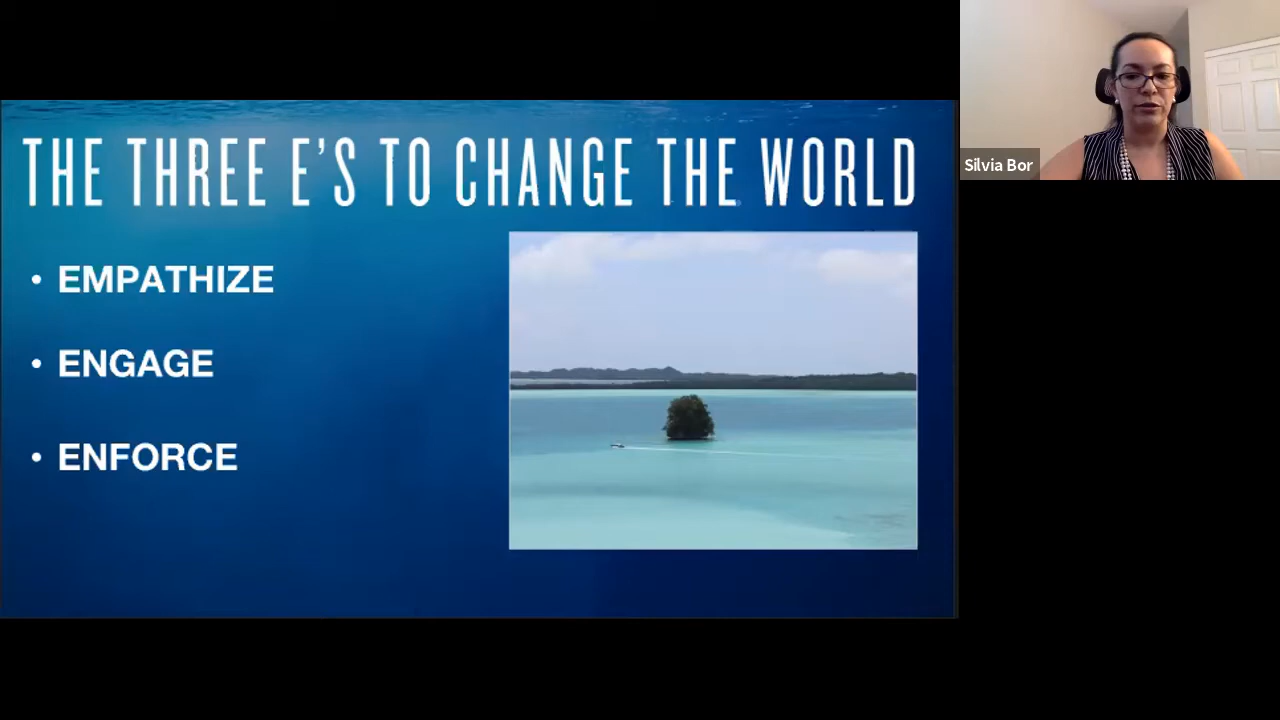 THE THREE E'S TO CHANGE THE WORLD
• EMPATHIZE
• ENGAGE
• ENFORCE
Silvia Bor